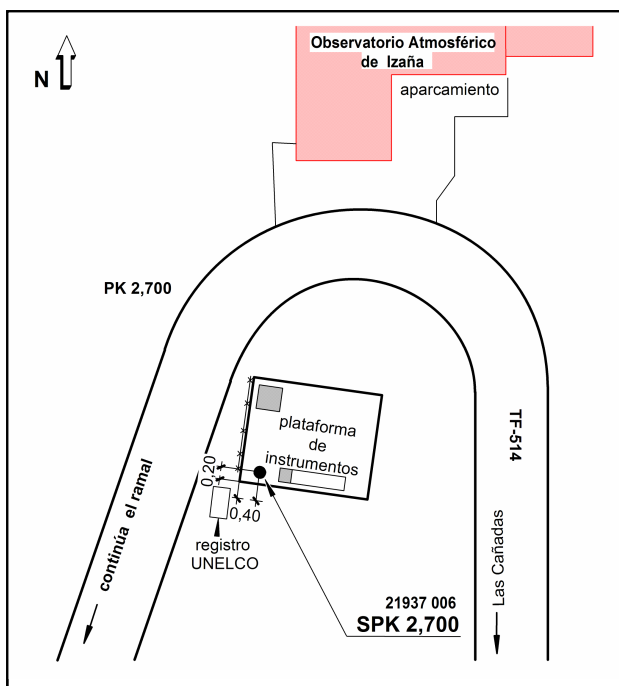 Observatorio Atmosférico
de Izaña
N
aparcamiento
PK 2,700
plataforma
de
instrumentos
TF-514
0,20
0,40
continúa el ramal
registro
UNELCO
Las Cañadas
21937 006
SPK 2,700